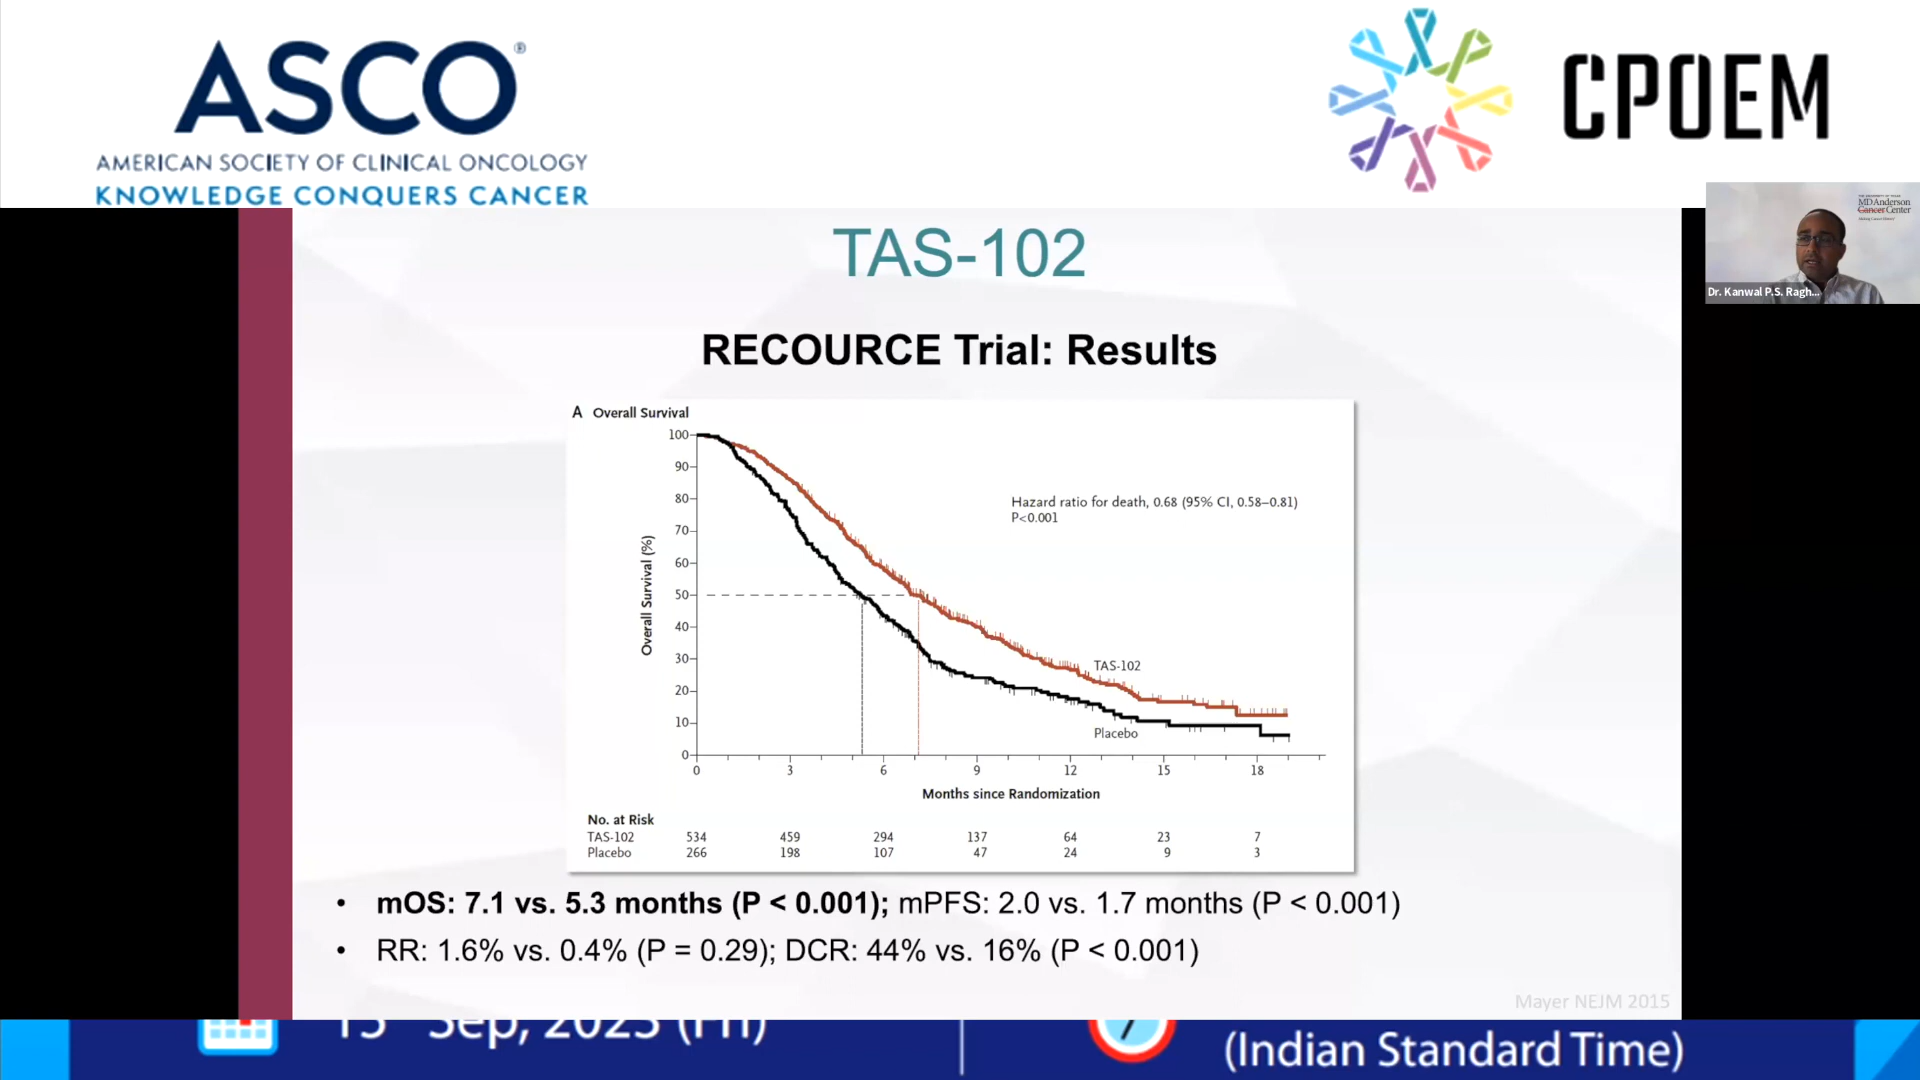 ASCO®
AMERICAN SOCIETY OF CLINICAL ONCOLOGY
KNOWLEDGE CONQUERS CANCER
CPOEM
MD Anderson
Cancer Center
Dr. Kanwal P.S. Ragh...
TAS-102
RECOURCE Trial: Results
A Overall Survival
100
90
80
70
60
50
40
30
20
10
0
Overall Survival (%)
Hazard ratio for death, 0.68 (95% CI, 0.58–0.81)
P<0.001
TAS-102
Placebo
0 3 6 9 12 15 18
Months since Randomization
No. at Risk
TAS-102 534 459 294 137 64 23 7
Placebo 266 198 107 47 24 9 3
• mOS: 7.1 vs. 5.3 months (P < 0.001); mPFS: 2.0 vs. 1.7 months (P < 0.001)
• RR: 1.6% vs. 0.4% (P = 0.29); DCR: 44% vs. 16% (P < 0.001)
Mayer NEJM 2015
Sep, 2023 (Fri)
(Indian Standard Time)